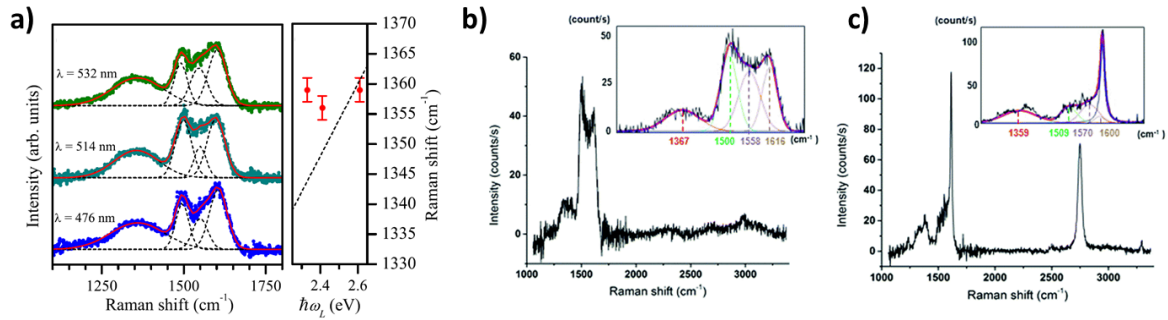 a)
λ = 532 nm
λ = 514 nm
λ = 476 nm
Intensity (arb. units)
1250 1500 1750
Raman shift (cm⁻¹)
1370
1365
1360
1355
1350
1345
1340
1335
1330
Raman shift (cm⁻¹)
2.4 2.6
ℏω_L (eV)
b)
60
40
20
0
Intensity (counts/s)
1000 1500 2000 2500 3000
Raman shift (cm⁻¹)
(count/s)
50
25
0
1367 1500 1558 1616
(cm⁻¹)
c)
120
100
80
60
40
20
0
Intensity (counts/s)
1000 1500 2000 2500 3000
Raman shift (cm⁻¹)
(count/s)
100
50
0
1359 1509 1570 1600
(cm⁻¹)